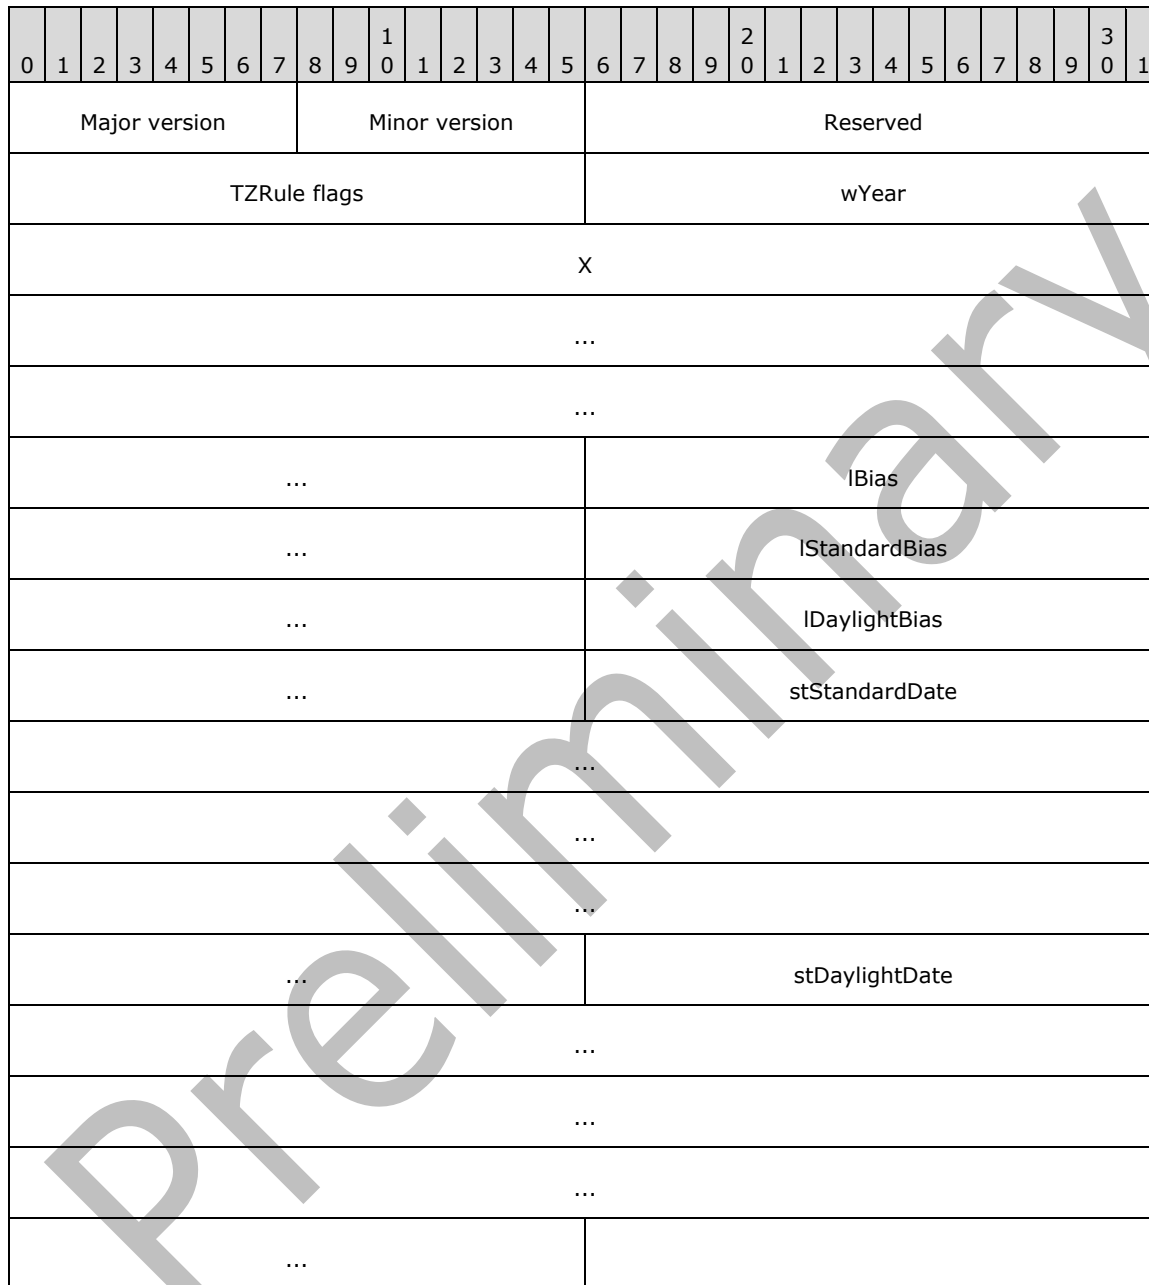 1 2 3
0 1 2 3 4 5 6 7 8 9 0 1 2 3 4 5 6 7 8 9 0 1 2 3 4 5 6 7 8 9 0 1
Major version Minor version Reserved
TZRule flags wYear
X
...
...
... lBias
... lStandardBias
... lDaylightBias
... stStandardDate
...
...
...
... stDaylightDate
...
...
...
...
Preliminary